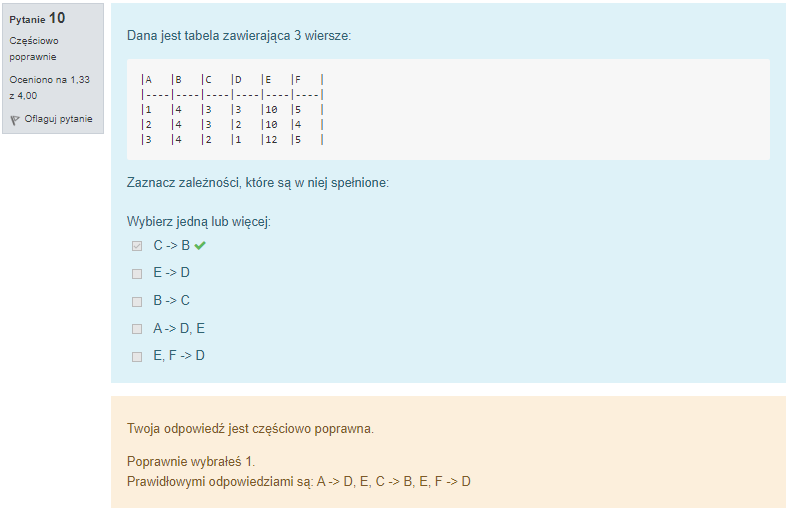 Pytanie 10
Częściowo
poprawnie
Oceniono na 1,33
z 4,00
Oflaguj pytanie
Dana jest tabela zawierająca 3 wiersze:
|A   |B   |C   |D   |E   |F   |
|----|----|----|----|----|----|
|1   |4   |3   |3   |10  |5   |
|2   |4   |3   |2   |10  |4   |
|3   |4   |2   |1   |12  |5   |
Zaznacz zależności, które są w niej spełnione:
Wybierz jedną lub więcej:
C -> B
E -> D
B -> C
A -> D, E
E, F -> D
Twoja odpowiedź jest częściowo poprawna.
Poprawnie wybrałeś 1.
Prawidłowymi odpowiedziami są: A -> D, E, C -> B, E, F -> D